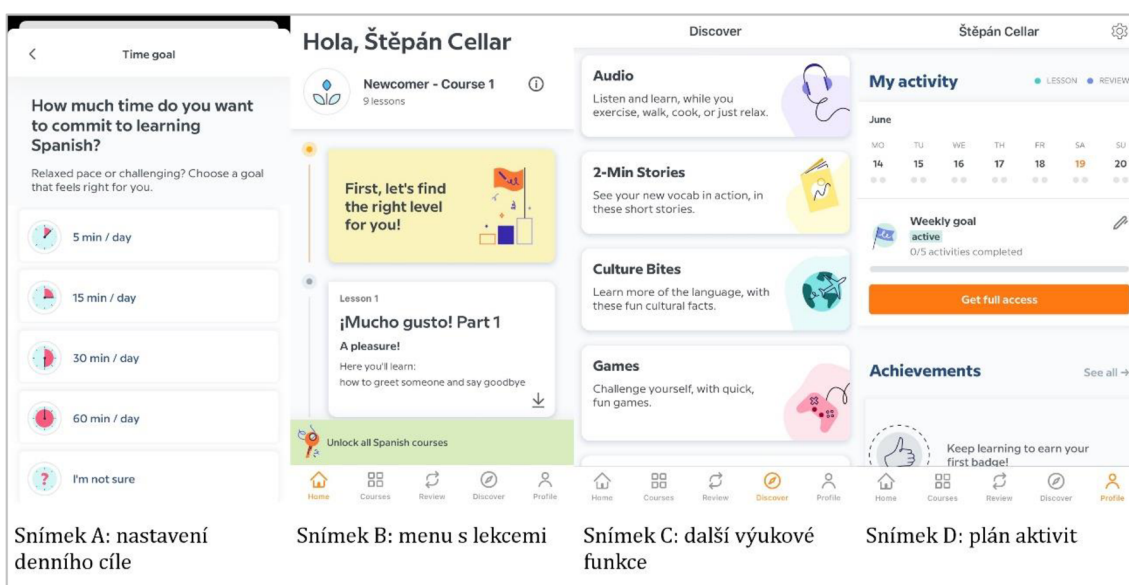 Time goal
How much time do you want
to commit to learning
Spanish?
Relaxed pace or challenging? Choose a goal
that feels right for you.
5 min / day
15 min / day
30 min / day
60 min / day
I'm not sure
Hola, Štěpán Cellar
Newcomer - Course 1
9 lessons
First, let's find
the right level
for you!
Lesson 1
¡Mucho gusto! Part 1
A pleasure!
Here you'll learn:
how to greet someone and say goodbye
Unlock all Spanish courses
Home Courses Review Discover Profile
Discover
Audio
Listen and learn, while you
exercise, walk, cook, or just relax.
2-Min Stories
See your new vocab in action, in
these short stories.
Culture Bites
Learn more of the language, with
these fun cultural facts.
Games
Challenge yourself, with quick,
fun games.
Home Courses Review Discover Profile
Štěpán Cellar
My activity
LESSON REVIEW
June
MO TU WE TH FR SA SU
14 15 16 17 18 19 20
Weekly goal
active
0/5 activities completed
Get full access
Achievements See all →
Keep learning to earn your
first badge!
Home Courses Review Discover Profile
Snímek A: nastavení
denního cíle
Snímek B: menu s lekcemi
Snímek C: další výukové
funkce
Snímek D: plán aktivit